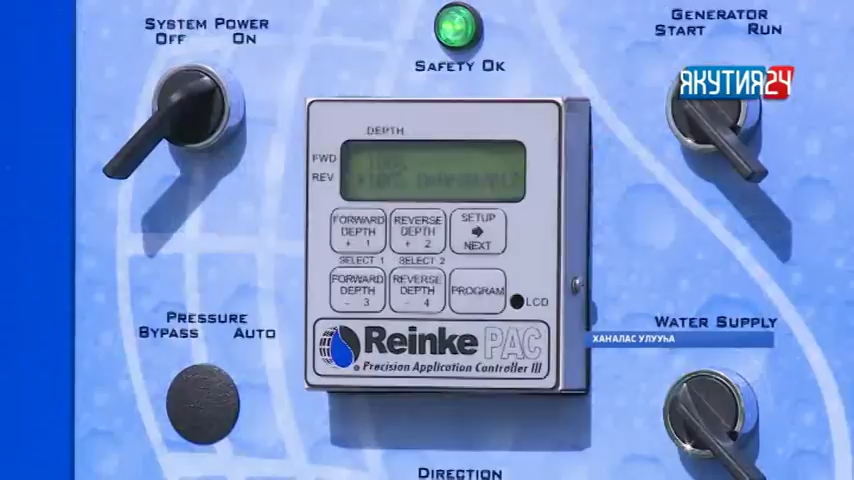 SYSTEM POWER
OFF ON
SAFETY OK
GENERATOR
START RUN
ЯКУТИЯ24
DEPTH
FWD
REV
FORWARD DEPTH + 1
REVERSE DEPTH + 2
SETUP NEXT
SELECT 1 SELECT 2
FORWARD DEPTH - 3
REVERSE DEPTH - 4
PROGRAM
LCD
PRESSURE
BYPASS AUTO
Reinke PAC
® Precision Application Controller III
WATER SUPPLY
ХАҤАЛАС УЛУУҺА
DIRECTION